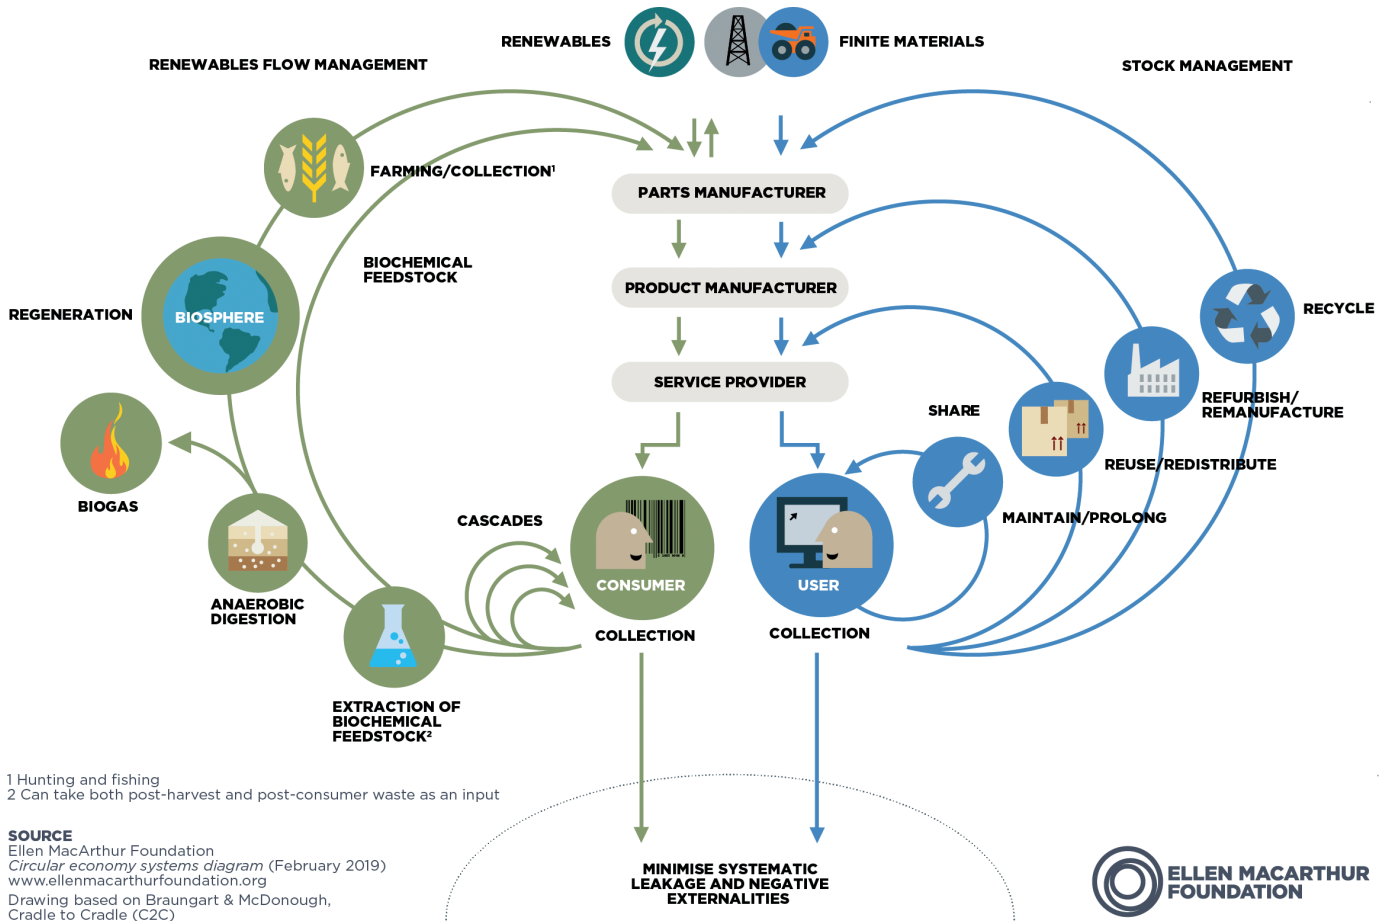 RENEWABLES
FINITE MATERIALS
RENEWABLES FLOW MANAGEMENT
STOCK MANAGEMENT
FARMING/COLLECTION¹
PARTS MANUFACTURER
BIOCHEMICAL
FEEDSTOCK
PRODUCT MANUFACTURER
REGENERATION
BIOSPHERE
RECYCLE
SERVICE PROVIDER
SHARE
REFURBISH/
REMANUFACTURE
REUSE/REDISTRIBUTE
BIOGAS
CASCADES
MAINTAIN/PROLONG
CONSUMER
USER
ANAEROBIC
DIGESTION
COLLECTION
COLLECTION
EXTRACTION OF
BIOCHEMICAL
FEEDSTOCK²
1 Hunting and fishing
2 Can take both post-harvest and post-consumer waste as an input
SOURCE
Ellen MacArthur Foundation
Circular economy systems diagram (February 2019)
www.ellenmacarthurfoundation.org
Drawing based on Braungart & McDonough,
Cradle to Cradle (C2C)
MINIMISE SYSTEMATIC
LEAKAGE AND NEGATIVE
EXTERNALITIES
ELLEN MACARTHUR
FOUNDATION